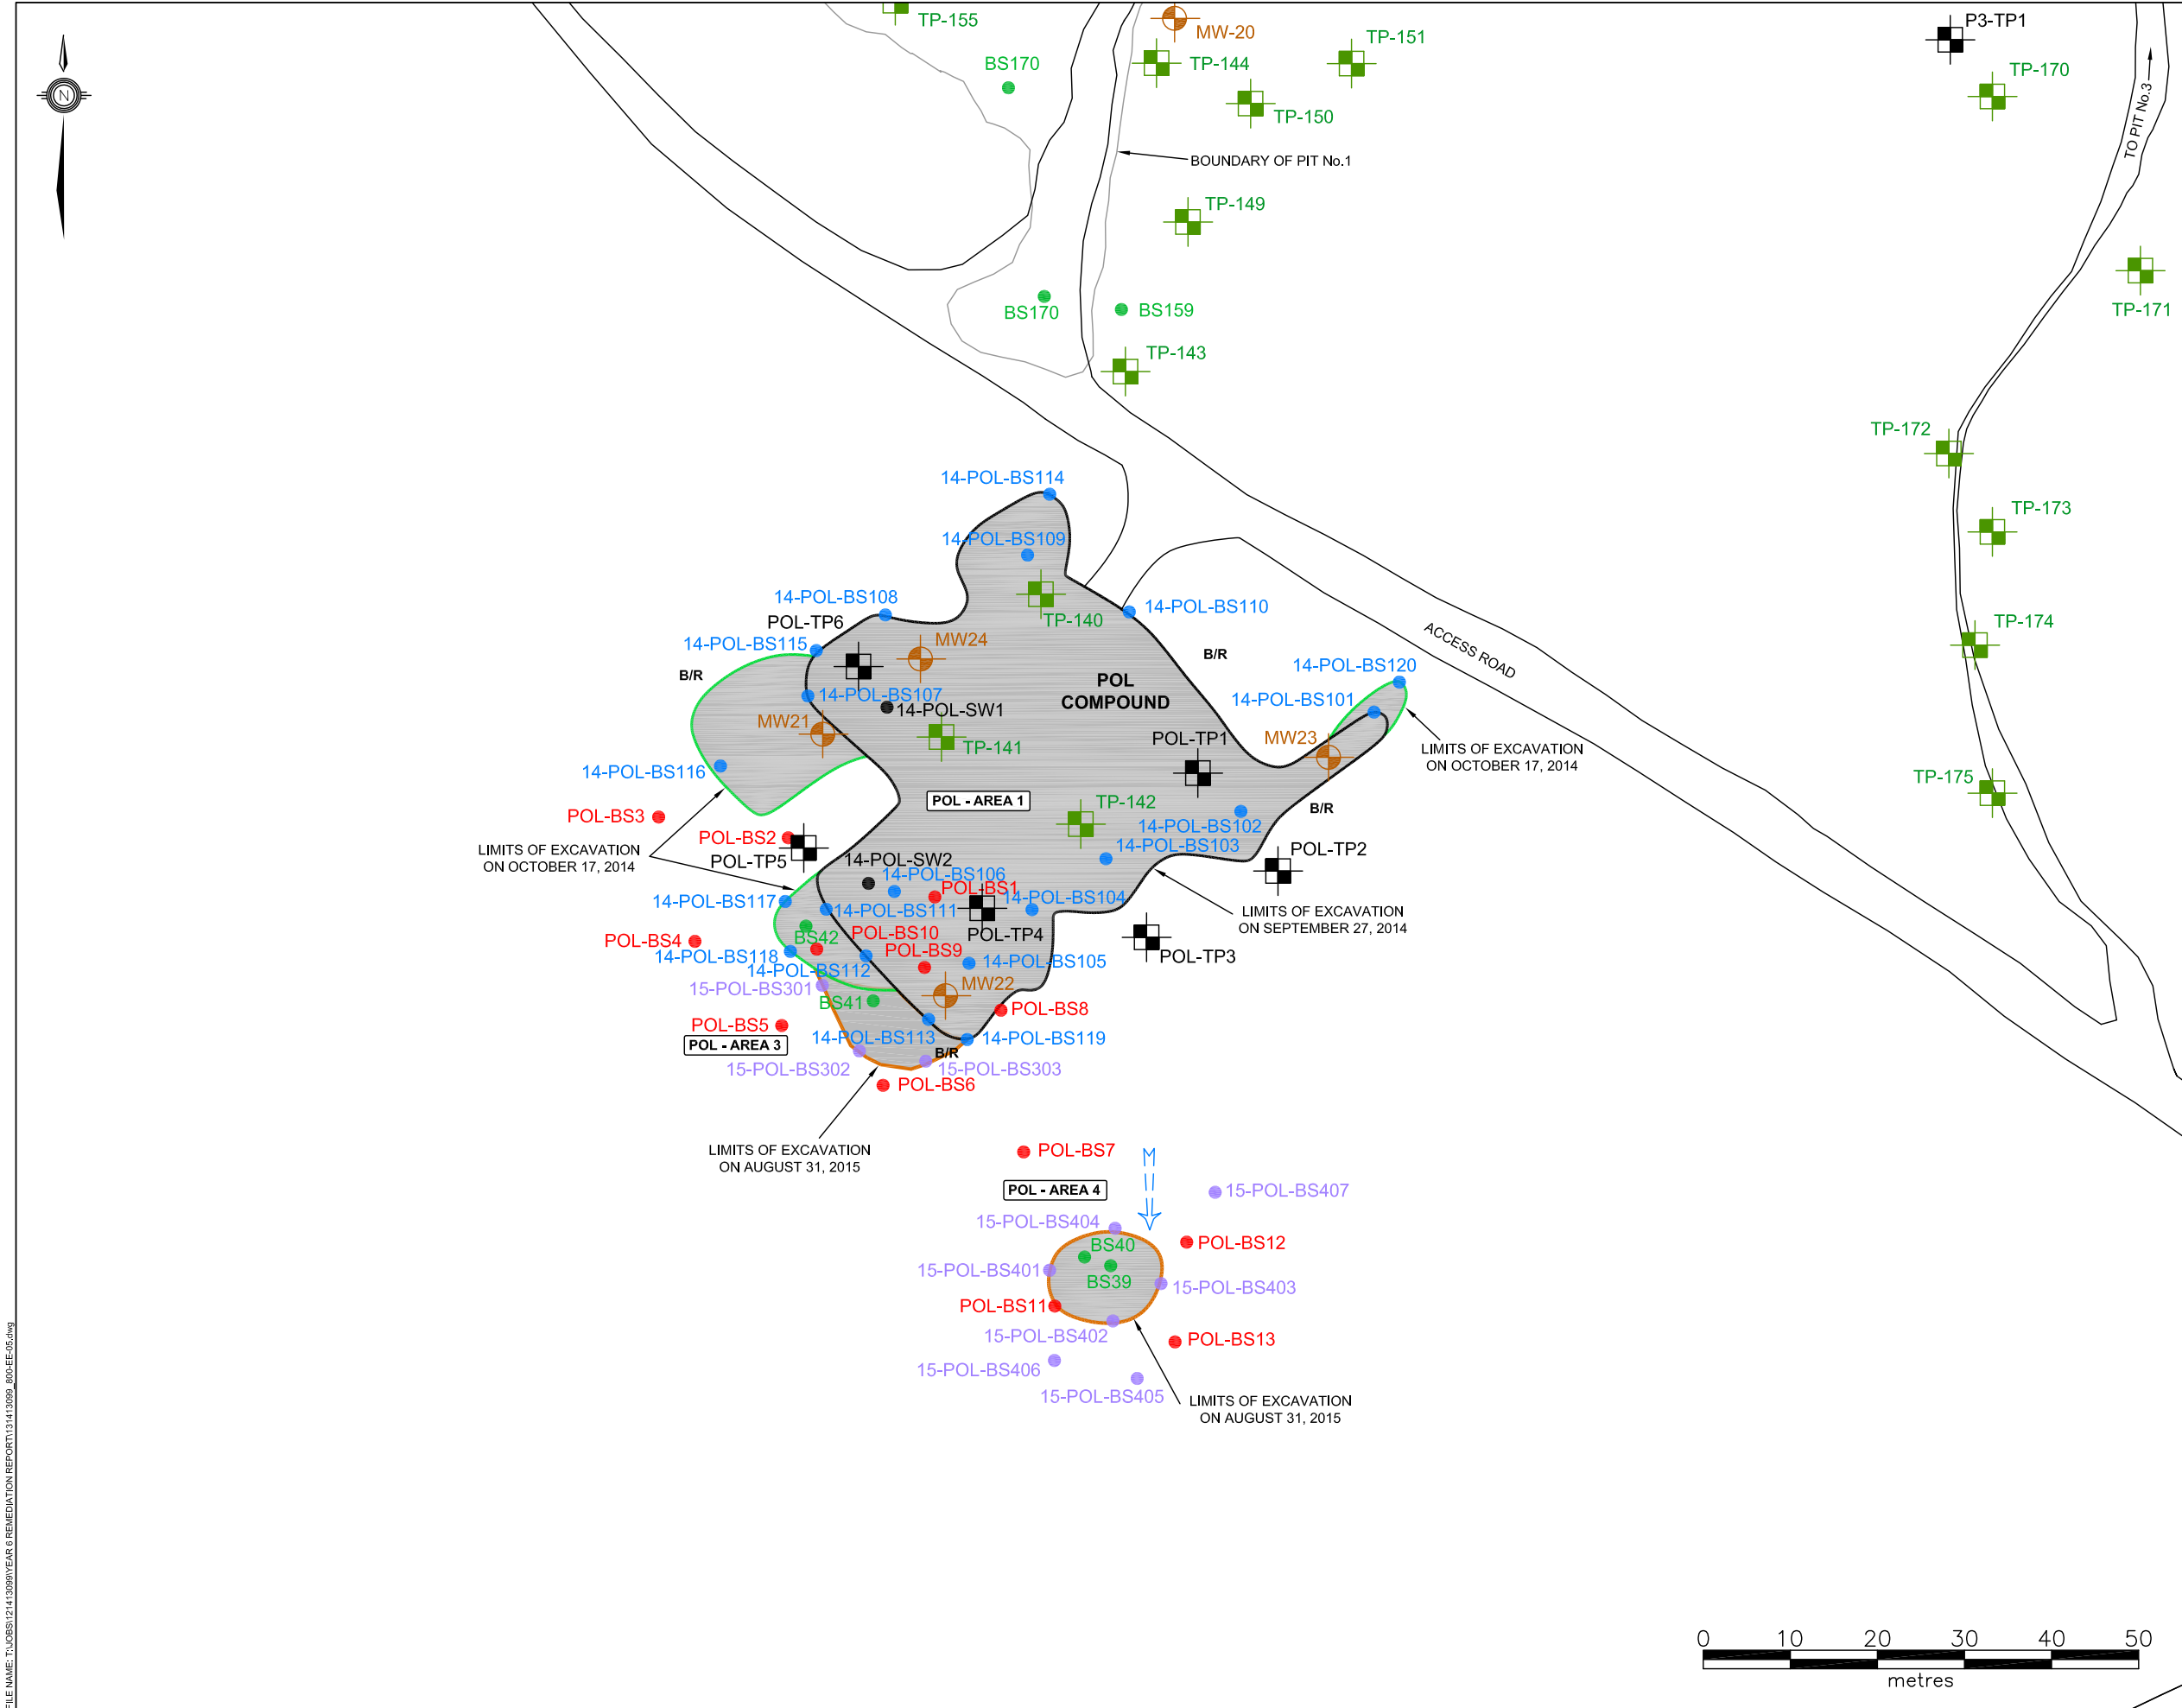 TP-155
MW-20
P3-TP1
TP-151
BS170
TP-144
TP-170
TP-150
TO PIT No.3
BOUNDARY OF PIT No.1
TP-149
BS170
BS159
TP-171
TP-143
TP-172
14-POL-BS114
TP-173
14-POL-BS109
14-POL-BS108
14-POL-BS110
TP-140
TP-174
POL-TP6
ACCESS ROAD
14-POL-BS115
MW24
B/R
14-POL-BS120
B/R
POL
COMPOUND
14-POL-BS107
14-POL-BS101
14-POL-SW1
MW21
TP-141
POL-TP1
MW23
LIMITS OF EXCAVATION
ON OCTOBER 17, 2014
14-POL-BS116
TP-175
POL - AREA 1
TP-142
B/R
POL-BS3
14-POL-BS102
POL-BS2
14-POL-BS103
LIMITS OF EXCAVATION
ON OCTOBER 17, 2014
POL-TP5
14-POL-SW2
POL-TP2
14-POL-BS106
POL-BS1
14-POL-BS104
14-POL-BS117
14-POL-BS111
LIMITS OF EXCAVATION
ON SEPTEMBER 27, 2014
BS42
POL-BS10
POL-TP4
POL-BS4
POL-BS9
POL-TP3
14-POL-BS118
14-POL-BS112
14-POL-BS105
15-POL-BS301
MW22
BS41
POL-BS8
POL-BS5
14-POL-BS113
14-POL-BS119
POL - AREA 3
B/R
15-POL-BS302
15-POL-BS303
POL-BS6
LIMITS OF EXCAVATION
ON AUGUST 31, 2015
POL-BS7
POL - AREA 4
15-POL-BS407
15-POL-BS404
BS40
POL-BS12
15-POL-BS401
BS39
15-POL-BS403
POL-BS11
15-POL-BS402
POL-BS13
15-POL-BS406
15-POL-BS405
LIMITS OF EXCAVATION
ON AUGUST 31, 2015
N
0 10 20 30 40 50
metres
FILE NAME: T:\JOBS\121413099\YEAR 6 REMEDIATION REPORT\131413099_800-EE-05.dwg